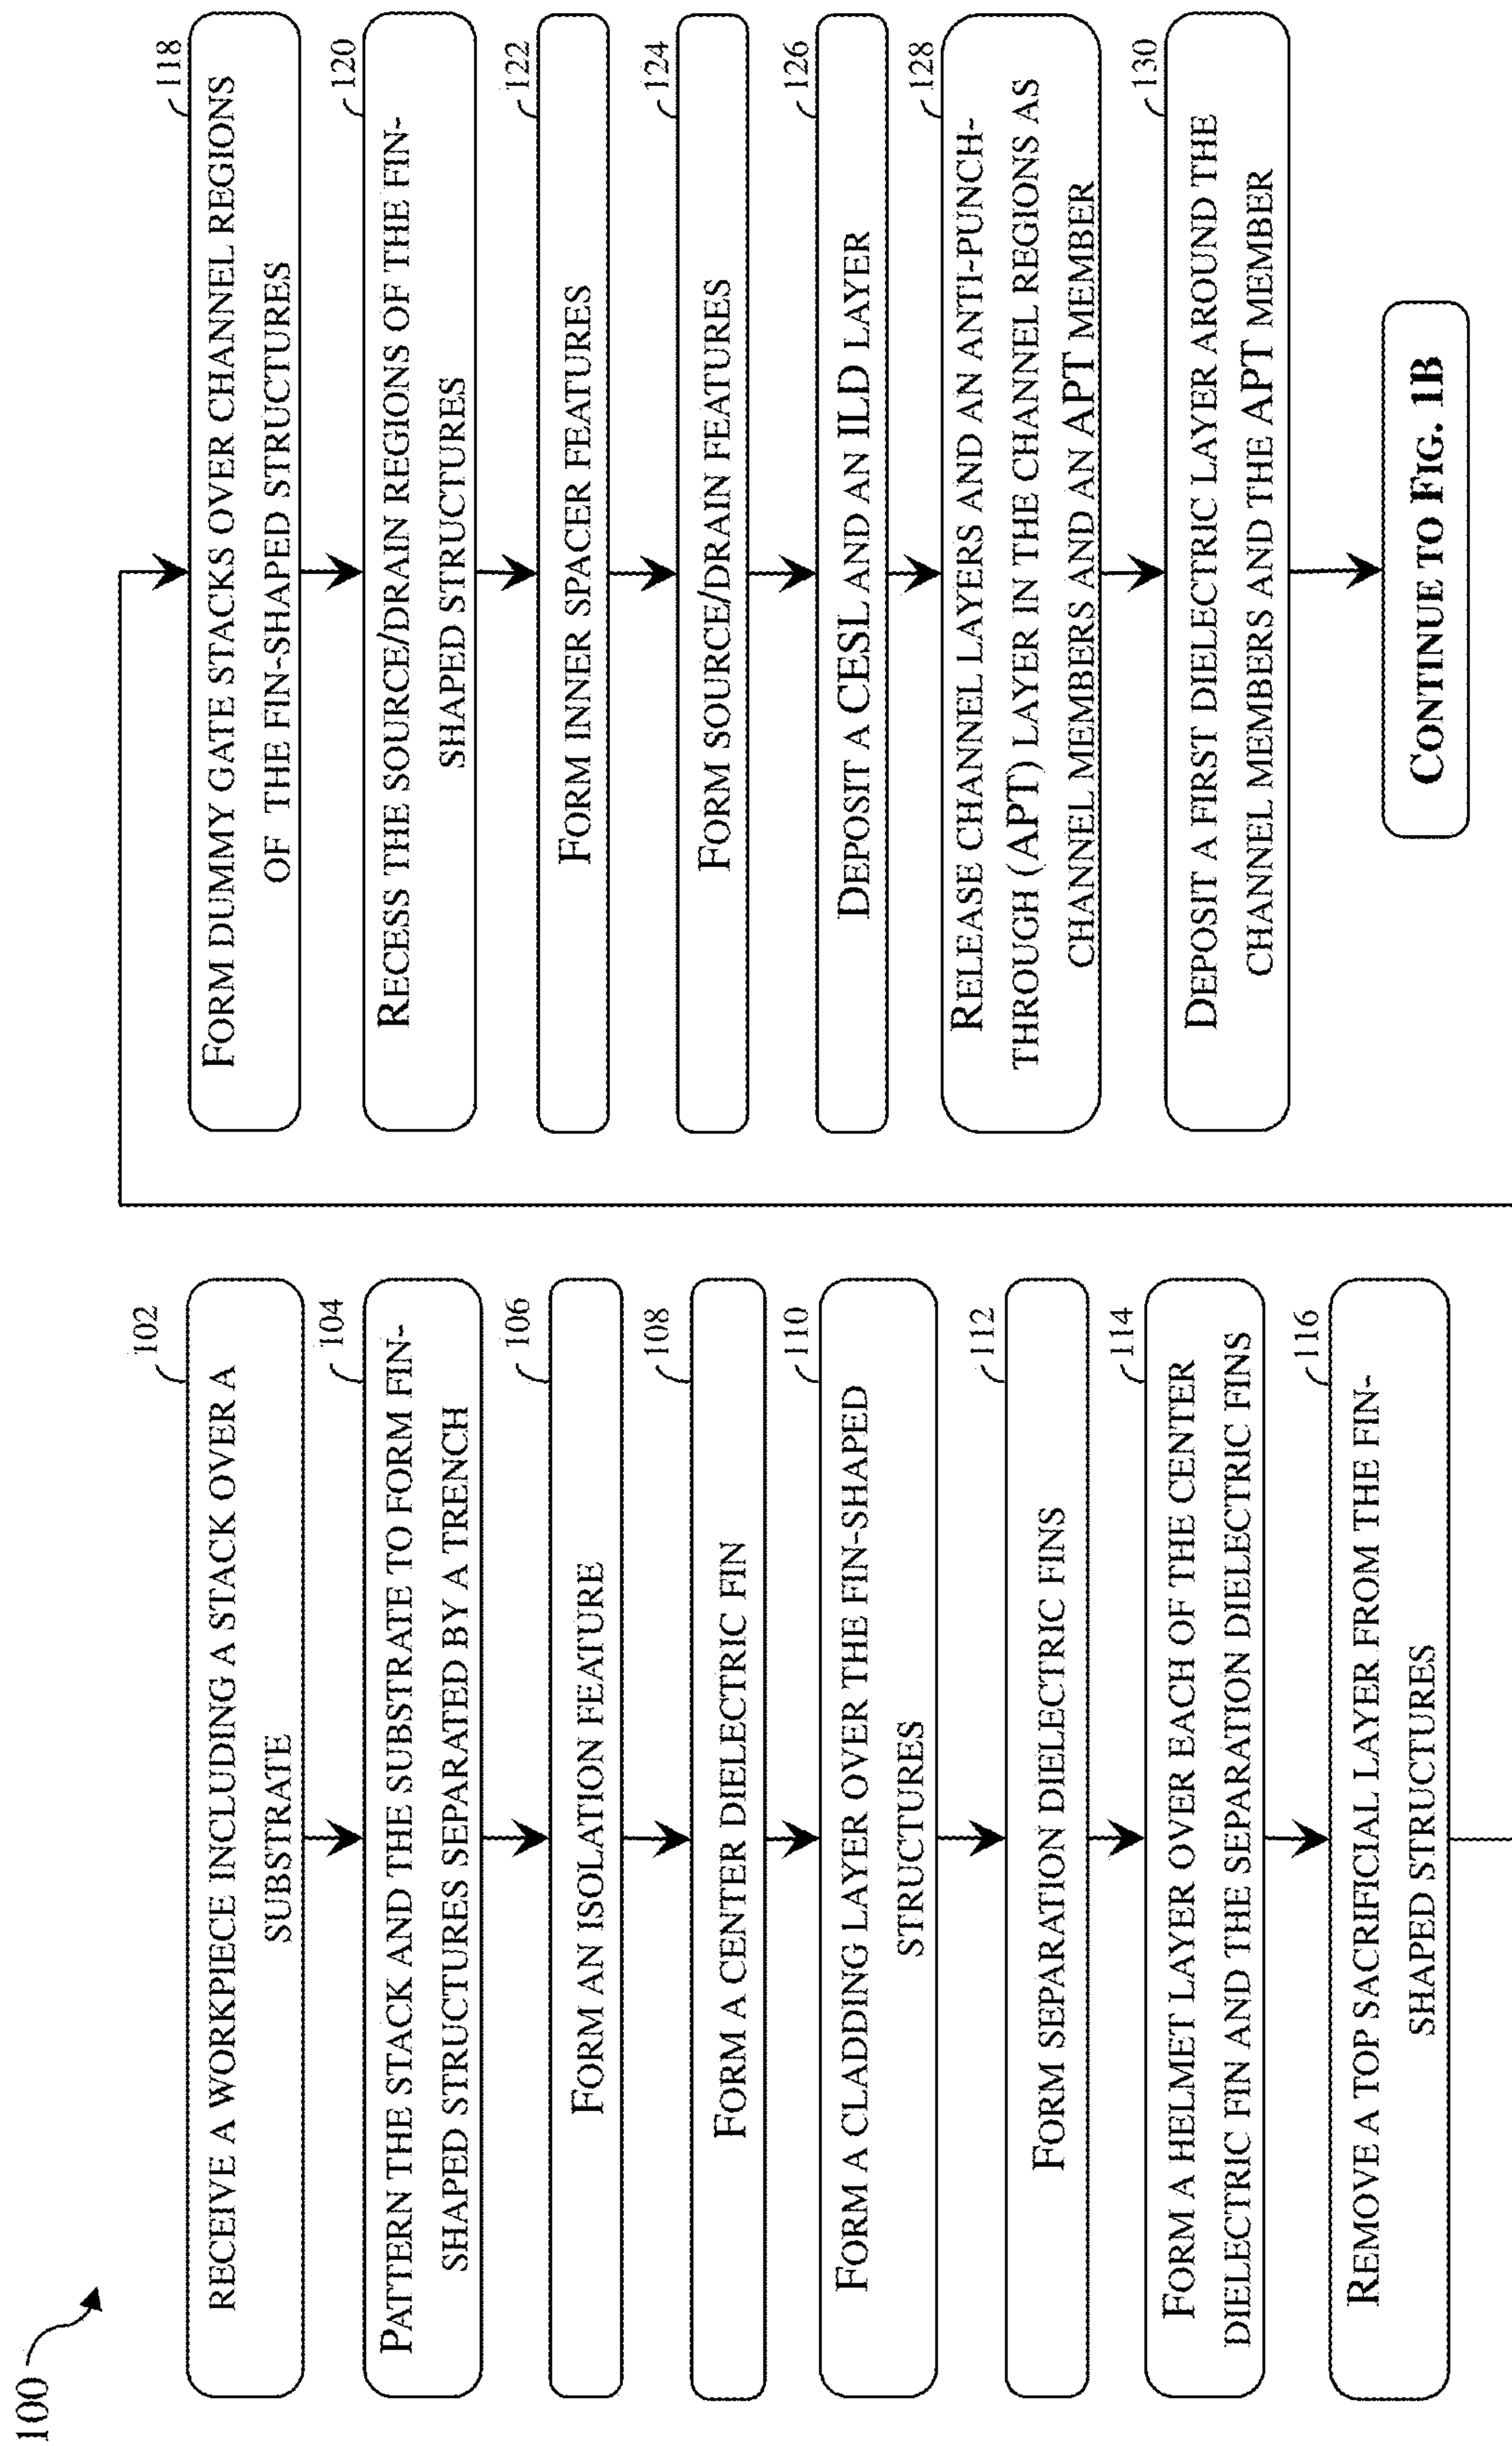 100
102
RECEIVE A WORKPIECE INCLUDING A STACK OVER A
SUBSTRATE
104
PATTERN THE STACK AND THE SUBSTRATE TO FORM FIN-
SHAPED STRUCTURES SEPARATED BY A TRENCH
106
FORM AN ISOLATION FEATURE
108
FORM A CENTER DIELECTRIC FIN
110
FORM A CLADDING LAYER OVER THE FIN-SHAPED
STRUCTURES
112
FORM SEPARATION DIELECTRIC FINS
114
FORM A HELMET LAYER OVER EACH OF THE CENTER
DIELECTRIC FIN AND THE SEPARATION DIELECTRIC FINS
116
REMOVE A TOP SACRIFICIAL LAYER FROM THE FIN-
SHAPED STRUCTURES
118
FORM DUMMY GATE STACKS OVER CHANNEL REGIONS
OF THE FIN-SHAPED STRUCTURES
120
RECESS THE SOURCE/DRAIN REGIONS OF THE FIN-
SHAPED STRUCTURES
122
FORM INNER SPACER FEATURES
124
FORM SOURCE/DRAIN FEATURES
126
DEPOSIT A CESL AND AN ILD LAYER
128
RELEASE CHANNEL LAYERS AND AN ANTI-PUNCH-
THROUGH (APT) LAYER IN THE CHANNEL REGIONS AS
CHANNEL MEMBERS AND AN APT MEMBER
130
DEPOSIT A FIRST DIELECTRIC LAYER AROUND THE
CHANNEL MEMBERS AND THE APT MEMBER
CONTINUE TO FIG. 1B